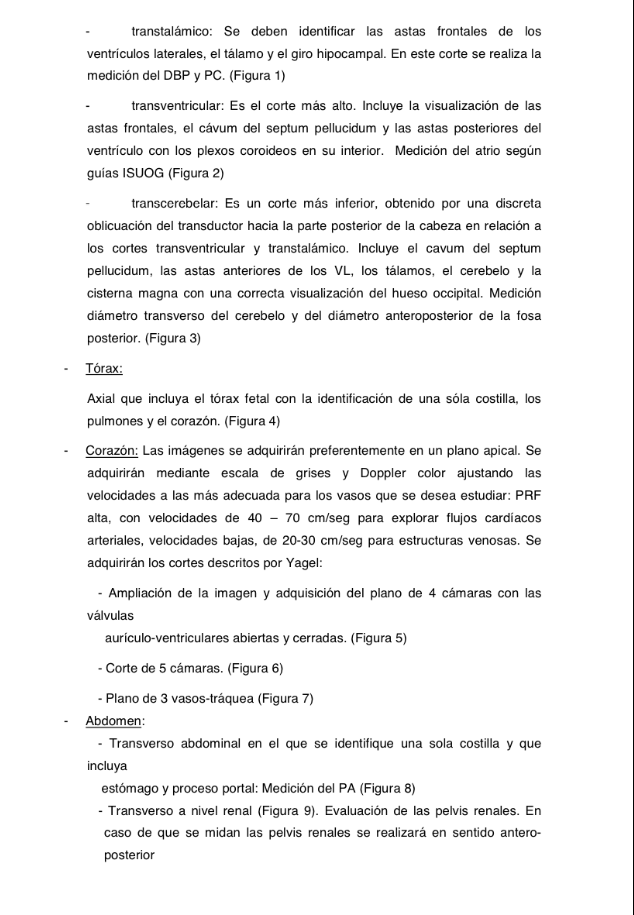 - transtalámico: Se deben identificar las astas frontales de los
ventrículos laterales, el tálamo y el giro hipocampal. En este corte se realiza la
medición del DBP y PC. (Figura 1)
- transventricular: Es el corte más alto. Incluye la visualización de las
astas frontales, el cávum del septum pellucidum y las astas posteriores del
ventrículo con los plexos coroideos en su interior. Medición del atrio según
guías ISUOG (Figura 2)
- transcerebelar: Es un corte más inferior, obtenido por una discreta
oblicuación del transductor hacia la parte posterior de la cabeza en relación a
los cortes transventricular y transtalámico. Incluye el cavum del septum
pellucidum, las astas anteriores de los VL, los tálamos, el cerebelo y la
cisterna magna con una correcta visualización del hueso occipital. Medición
diámetro transverso del cerebelo y del diámetro anteroposterior de la fosa
posterior. (Figura 3)
- Tórax:
Axial que incluya el tórax fetal con la identificación de una sóla costilla, los
pulmones y el corazón. (Figura 4)
- Corazón: Las imágenes se adquirirán preferentemente en un plano apical. Se
adquirirán mediante escala de grises y Doppler color ajustando las
velocidades a las más adecuada para los vasos que se desea estudiar: PRF
alta, con velocidades de 40 – 70 cm/seg para explorar flujos cardíacos
arteriales, velocidades bajas, de 20-30 cm/seg para estructuras venosas. Se
adquirirán los cortes descritos por Yagel:
- Ampliación de la imagen y adquisición del plano de 4 cámaras con las
válvulas
aurículo-ventriculares abiertas y cerradas. (Figura 5)
- Corte de 5 cámaras. (Figura 6)
- Plano de 3 vasos-tráquea (Figura 7)
- Abdomen:
- Transverso abdominal en el que se identifique una sola costilla y que
incluya
estómago y proceso portal: Medición del PA (Figura 8)
- Transverso a nivel renal (Figura 9). Evaluación de las pelvis renales. En
caso de que se midan las pelvis renales se realizará en sentido antero-
posterior